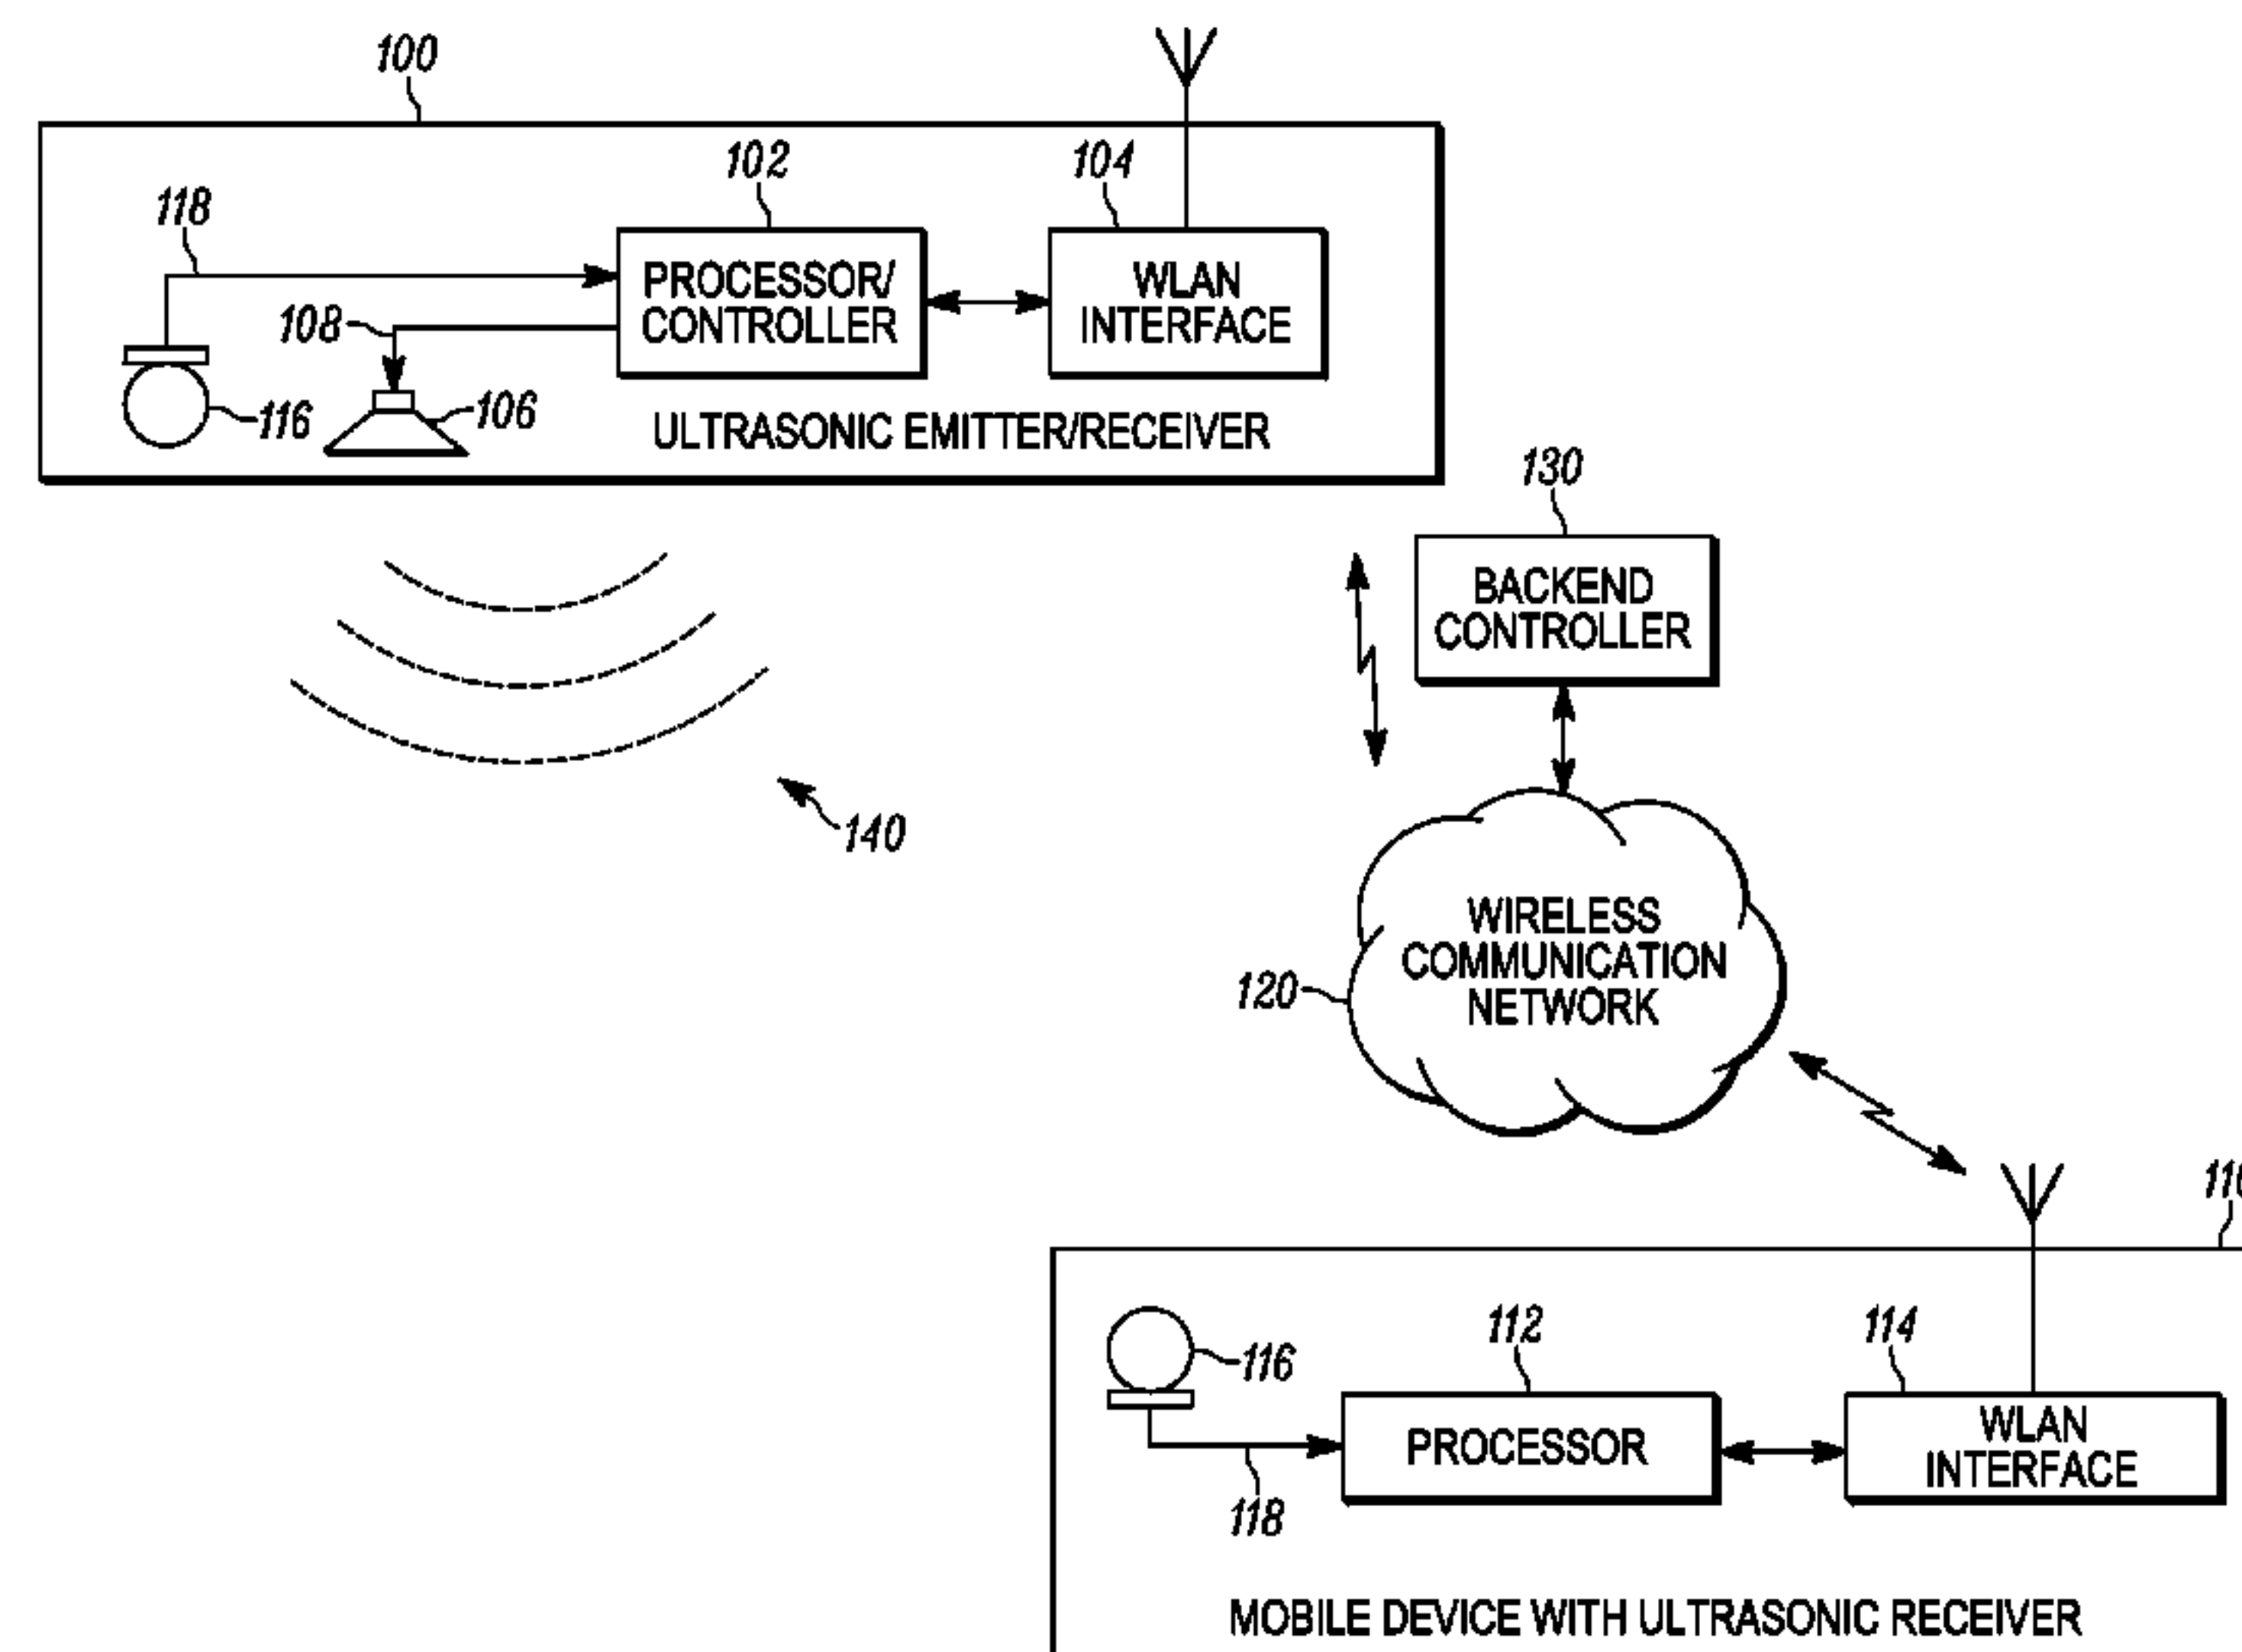 100
102
104
118
PROCESSOR/
CONTROLLER
WLAN
INTERFACE
108
116
106
ULTRASONIC EMITTER/RECEIVER
130
BACKEND
CONTROLLER
140
WIRELESS
COMMUNICATION
NETWORK
120
112
114
116
PROCESSOR
WLAN
INTERFACE
118
MOBILE DEVICE WITH ULTRASONIC RECEIVER